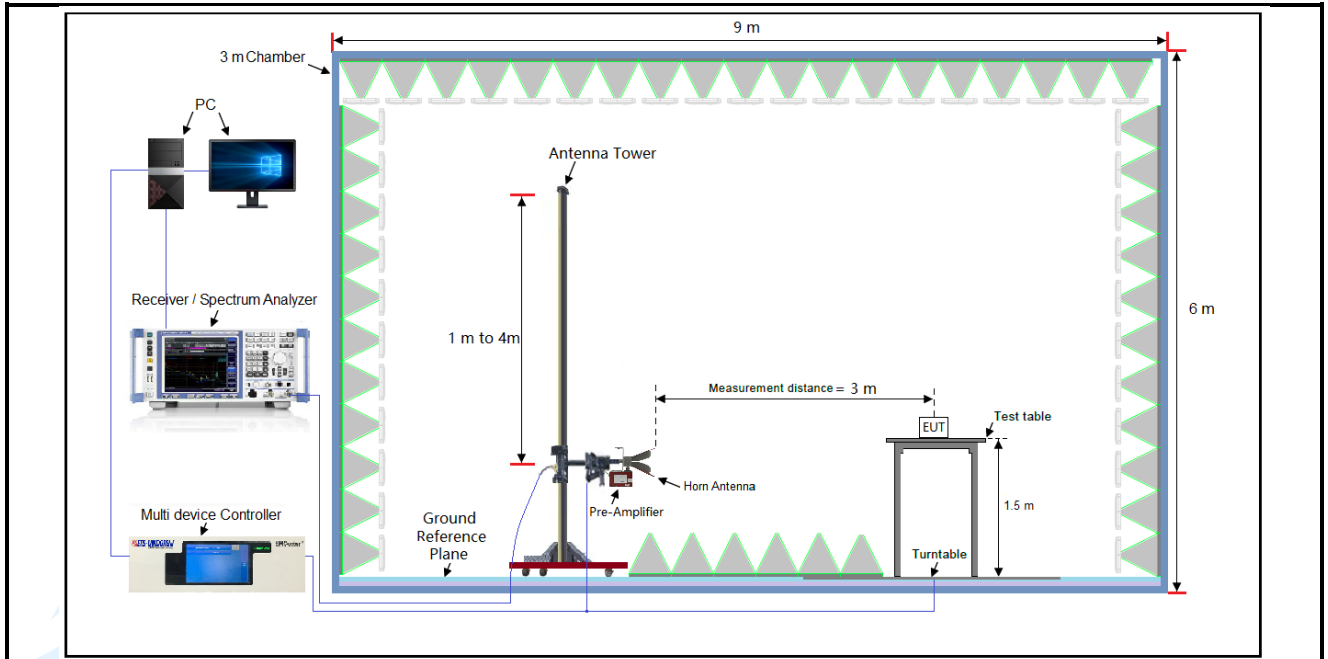 9 m
3 m Chamber
PC
Antenna Tower
Receiver / Spectrum Analyzer
1 m to 4m
6 m
Measurement distance = 3 m
EUT
Test table
Horn Antenna
Pre-Amplifier
1.5 m
Multi device Controller
Ground
Reference
Plane
Turntable